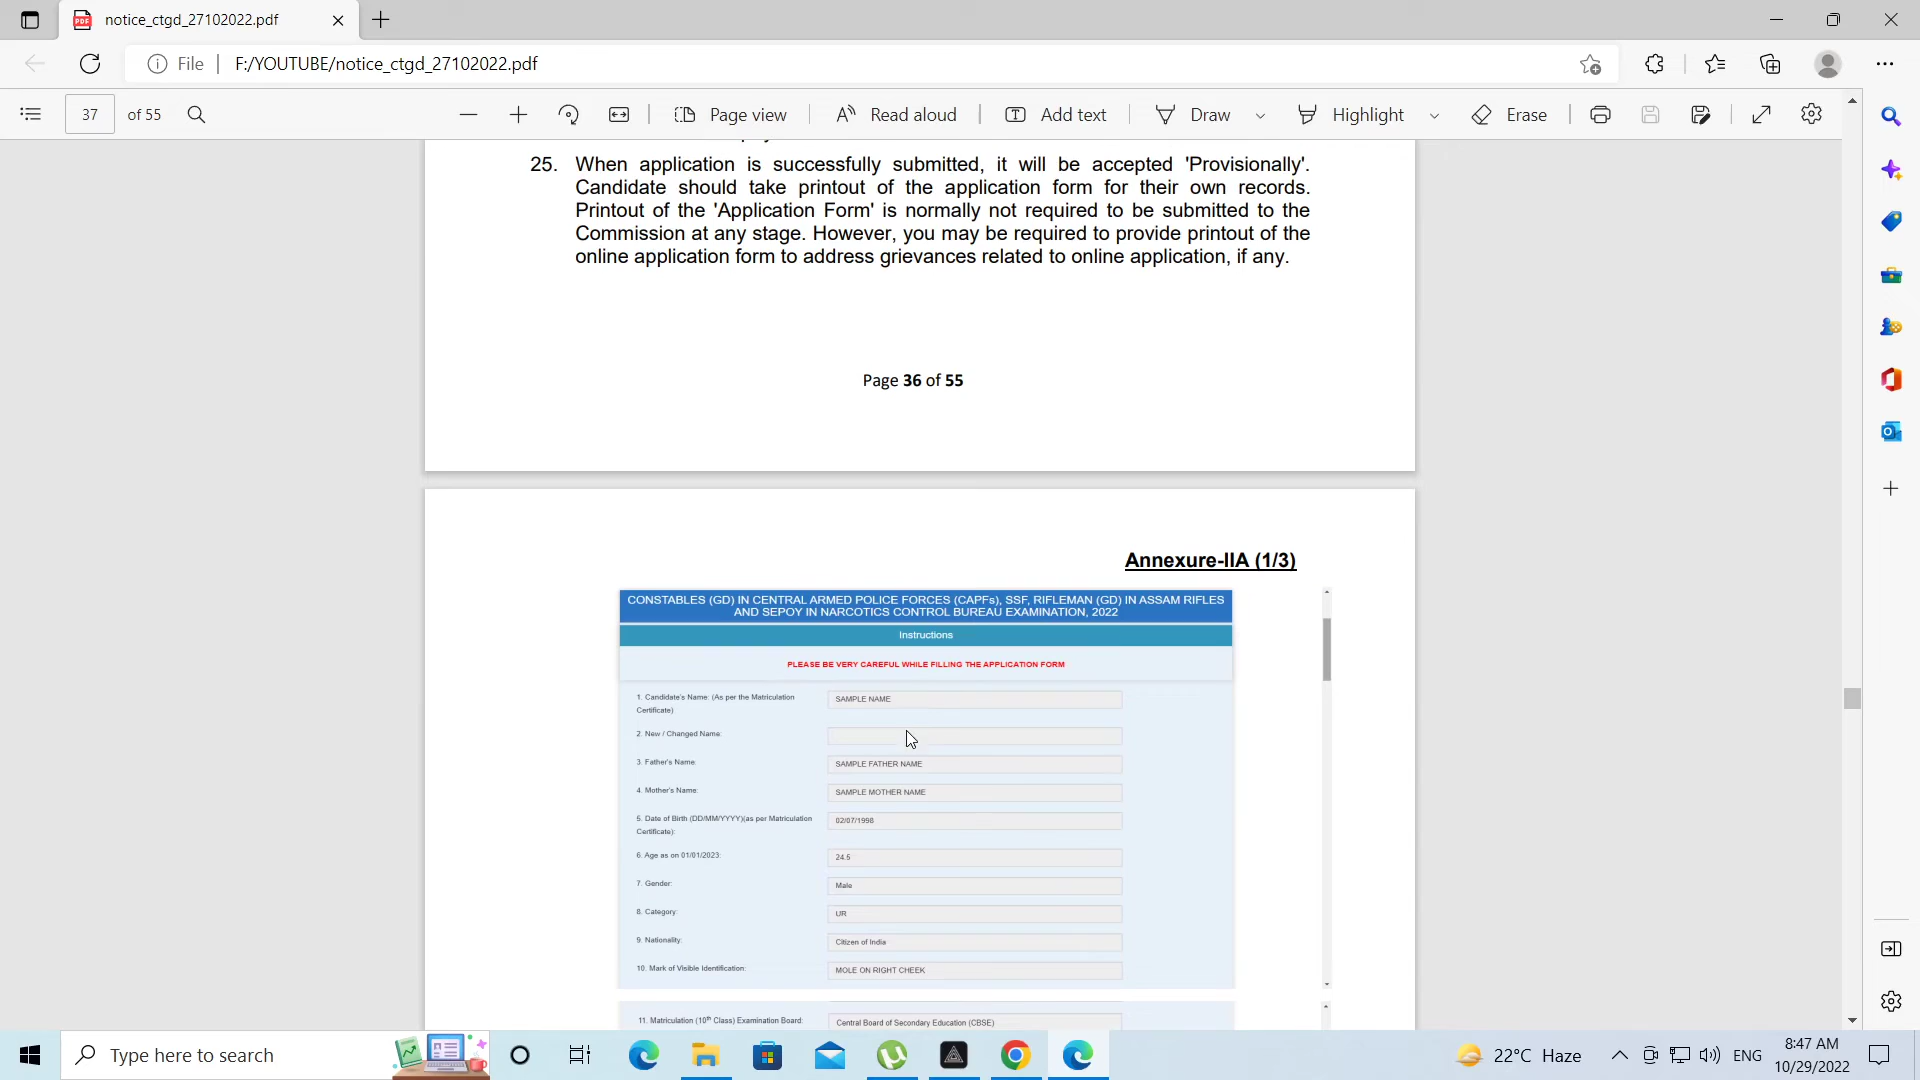 notice_ctgd_27102022.pdf
File
F:/YOUTUBE/notice_ctgd_27102022.pdf
37 of 55
Page view
Read aloud
Add text
Draw
Highlight
Erase
25. When application is successfully submitted, it will be accepted 'Provisionally'.
Candidate should take printout of the application form for their own records.
Printout of the 'Application Form' is normally not required to be submitted to the
Commission at any stage. However, you may be required to provide printout of the
online application form to address grievances related to online application, if any.
Page 36 of 55
Annexure-IIA (1/3)
CONSTABLES (GD) IN CENTRAL ARMED POLICE FORCES (CAPFs), SSF, RIFLEMAN (GD) IN ASSAM RIFLES
AND SEPOY IN NARCOTICS CONTROL BUREAU EXAMINATION, 2022
Instructions
PLEASE BE VERY CAREFUL WHILE FILLING THE APPLICATION FORM
1. Candidate's Name: (As per the Matriculation
Certificate)
SAMPLE NAME
2. New / Changed Name:
3. Father's Name
SAMPLE FATHER NAME
4. Mother's Name:
SAMPLE MOTHER NAME
5. Date of Birth (DD/MM/YYYY)(as per Matriculation
Certificate):
02/07/1998
6. Age as on 01/01/2023:
24.5
7. Gender:
Male
8. Category:
UR
9. Nationality:
Citizen of India
10. Mark of Visible Identification:
MOLE ON RIGHT CHEEK
11. Matriculation (10th Class) Examination Board:
Central Board of Secondary Education (CBSE)
Type here to search
22°C Haze
ENG
8:47 AM
10/29/2022